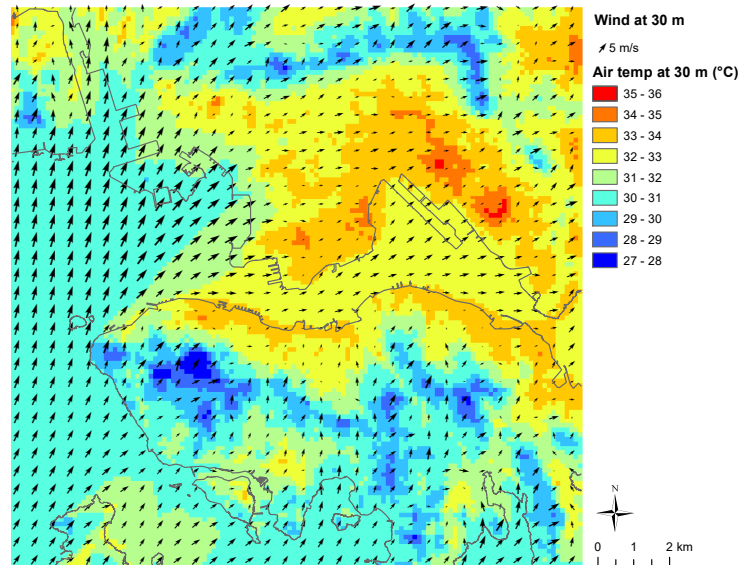 Wind at 30 m
5 m/s
Air temp at 30 m (°C)
35 - 36
34 - 35
33 - 34
32 - 33
31 - 32
30 - 31
29 - 30
28 - 29
27 - 28
N
0 1 2 km